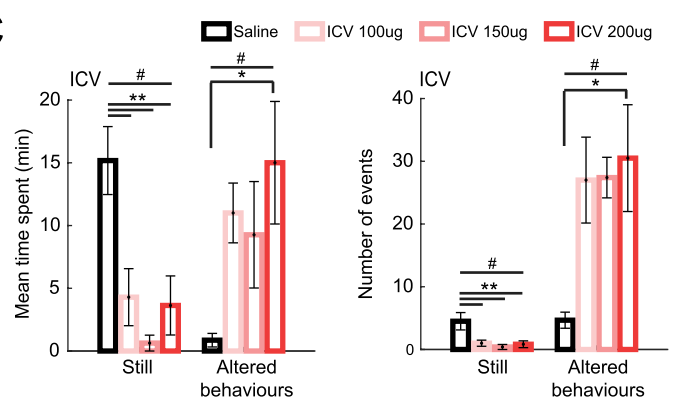 C
Saline ICV 100ug ICV 150ug ICV 200ug
ICV
#
**
#
*
20
15
10
5
0
Mean time spent (min)
Still
Altered
behaviours
ICV
#
**
#
*
40
30
20
10
0
Number of events
Still
Altered
behaviours